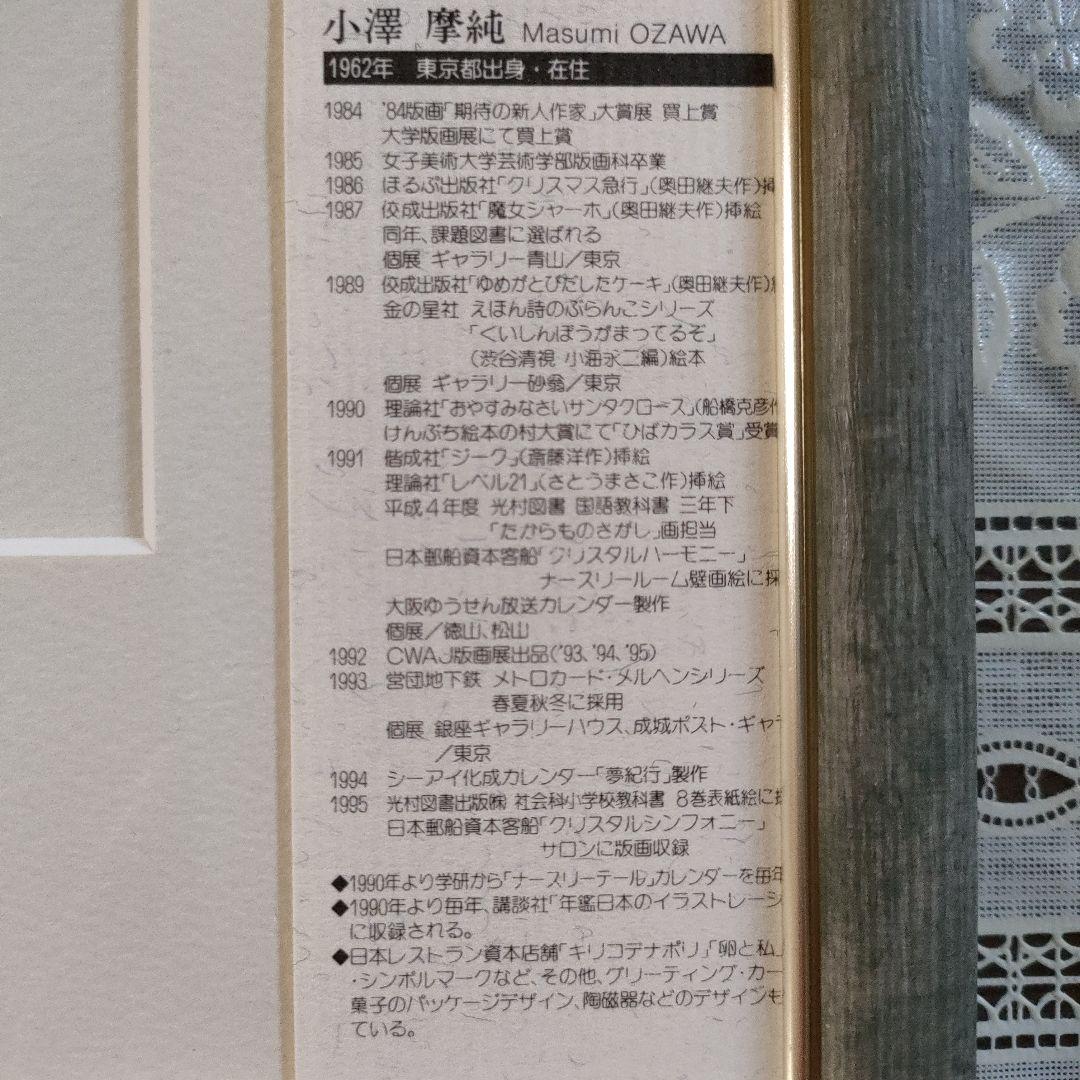 小澤 摩純 Masumi OZAWA
1962年 東京都出身・在住
1984 '84版画「期待の新人作家」大賞展 買上賞
大学版画展にて買上賞
1985 女子美術大学芸術学部版画科卒業
1986 ほるぷ出版社「クリスマス急行」(奥田継夫作)挿
1987 佼成出版社「魔女ジャーホ」(奥田継夫作)挿絵
同年、課題図書に選ばれる
個展 ギャラリー青山/東京
1989 佼成出版社「ゆめがとびだしたケーキ」(奥田継夫作)
金の星社 えほん詩のぶらんこシリーズ
「くいしんぼうがまってるぞ」
(渋谷清視 小海永二編)絵本
個展 ギャラリー砂翁/東京
1990 理論社「おやすみなさいサンタクロース」(船橋克彦作
けんぶち絵本の村大賞にて「びばカラス賞」受賞
1991 偕成社「ジーク」(斎藤洋作)挿絵
理論社「レベル21」(さとうまさこ作)挿絵
平成4年度 光村図書 国語教科書 三年下
「たからものさがし」画担当
日本郵船資本客船「クリスタルハーモニー」
ナースリールーム壁画絵に採
大阪ゆうせん放送カレンダー製作
個展/徳山、松山
1992 CWAJ版画展出品('93、'94、'95)
1993 営団地下鉄 メトロカード・メルヘンシリーズ
春夏秋冬に採用
個展 銀座ギャラリーハウス、成城ポスト・ギャラ
/東京
1994 シーアイ化成カレンダー「夢紀行」製作
1995 光村図書出版㈱ 社会科小学校教科書 8巻表紙絵に採
日本郵船資本客船「クリスタルシンフォニー」
サロンに版画収録
◆1990年より学研から「ナースリーテール」カレンダーを毎年
◆1990年より毎年、講談社「年鑑日本のイラストレーシ
に収録される。
◆日本レストラン資本店舗「キリコデナポリ」「卵と私」
・シンボルマークなど、その他、グリーティング・カー
菓子のパッケージデザイン、陶磁器などのデザインも
ている。